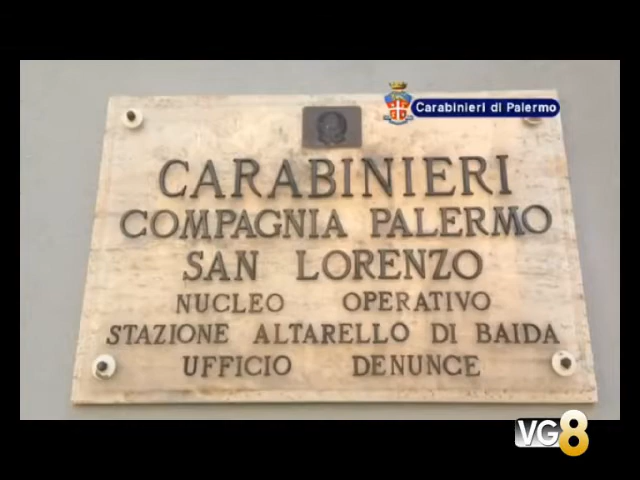 Carabinieri di Palermo
CARABINIERI
COMPAGNIA PALERMO
SAN LORENZO
NUCLEO OPERATIVO
STAZIONE ALTARELLO DI BAIDA
UFFICIO DENUNCE
VG8